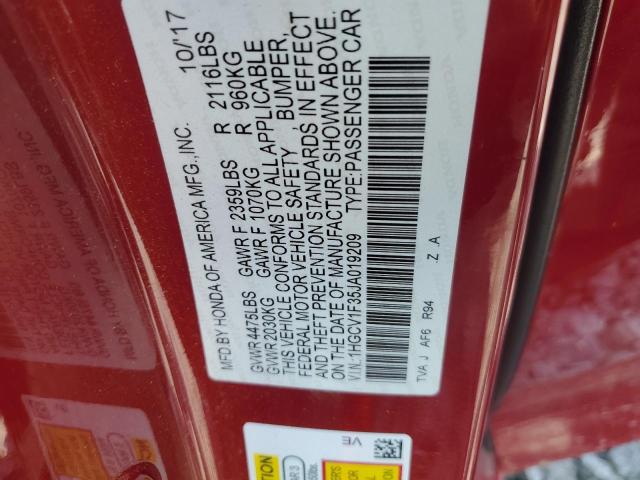 MFD.BY HONDA OF AMERICA MFG.,INC. 10/'17
GVWR 4475LBS GAWR F 2359LBS R 2116LBS
GVWR 2030KG GAWR F 1070KG R 960KG
THIS VEHICLE CONFORMS TO ALL APPLICABLE
FEDERAL MOTOR VEHICLE SAFETY , BUMPER,
AND THEFT PREVENTION STANDARDS IN EFFECT
ON THE DATE OF MANUFACTURE SHOWN ABOVE.
V.I.N.:1HGCV1F35JA019209 TYPE:PASSENGER CAR
TVA J AF6 R94 .Z .A